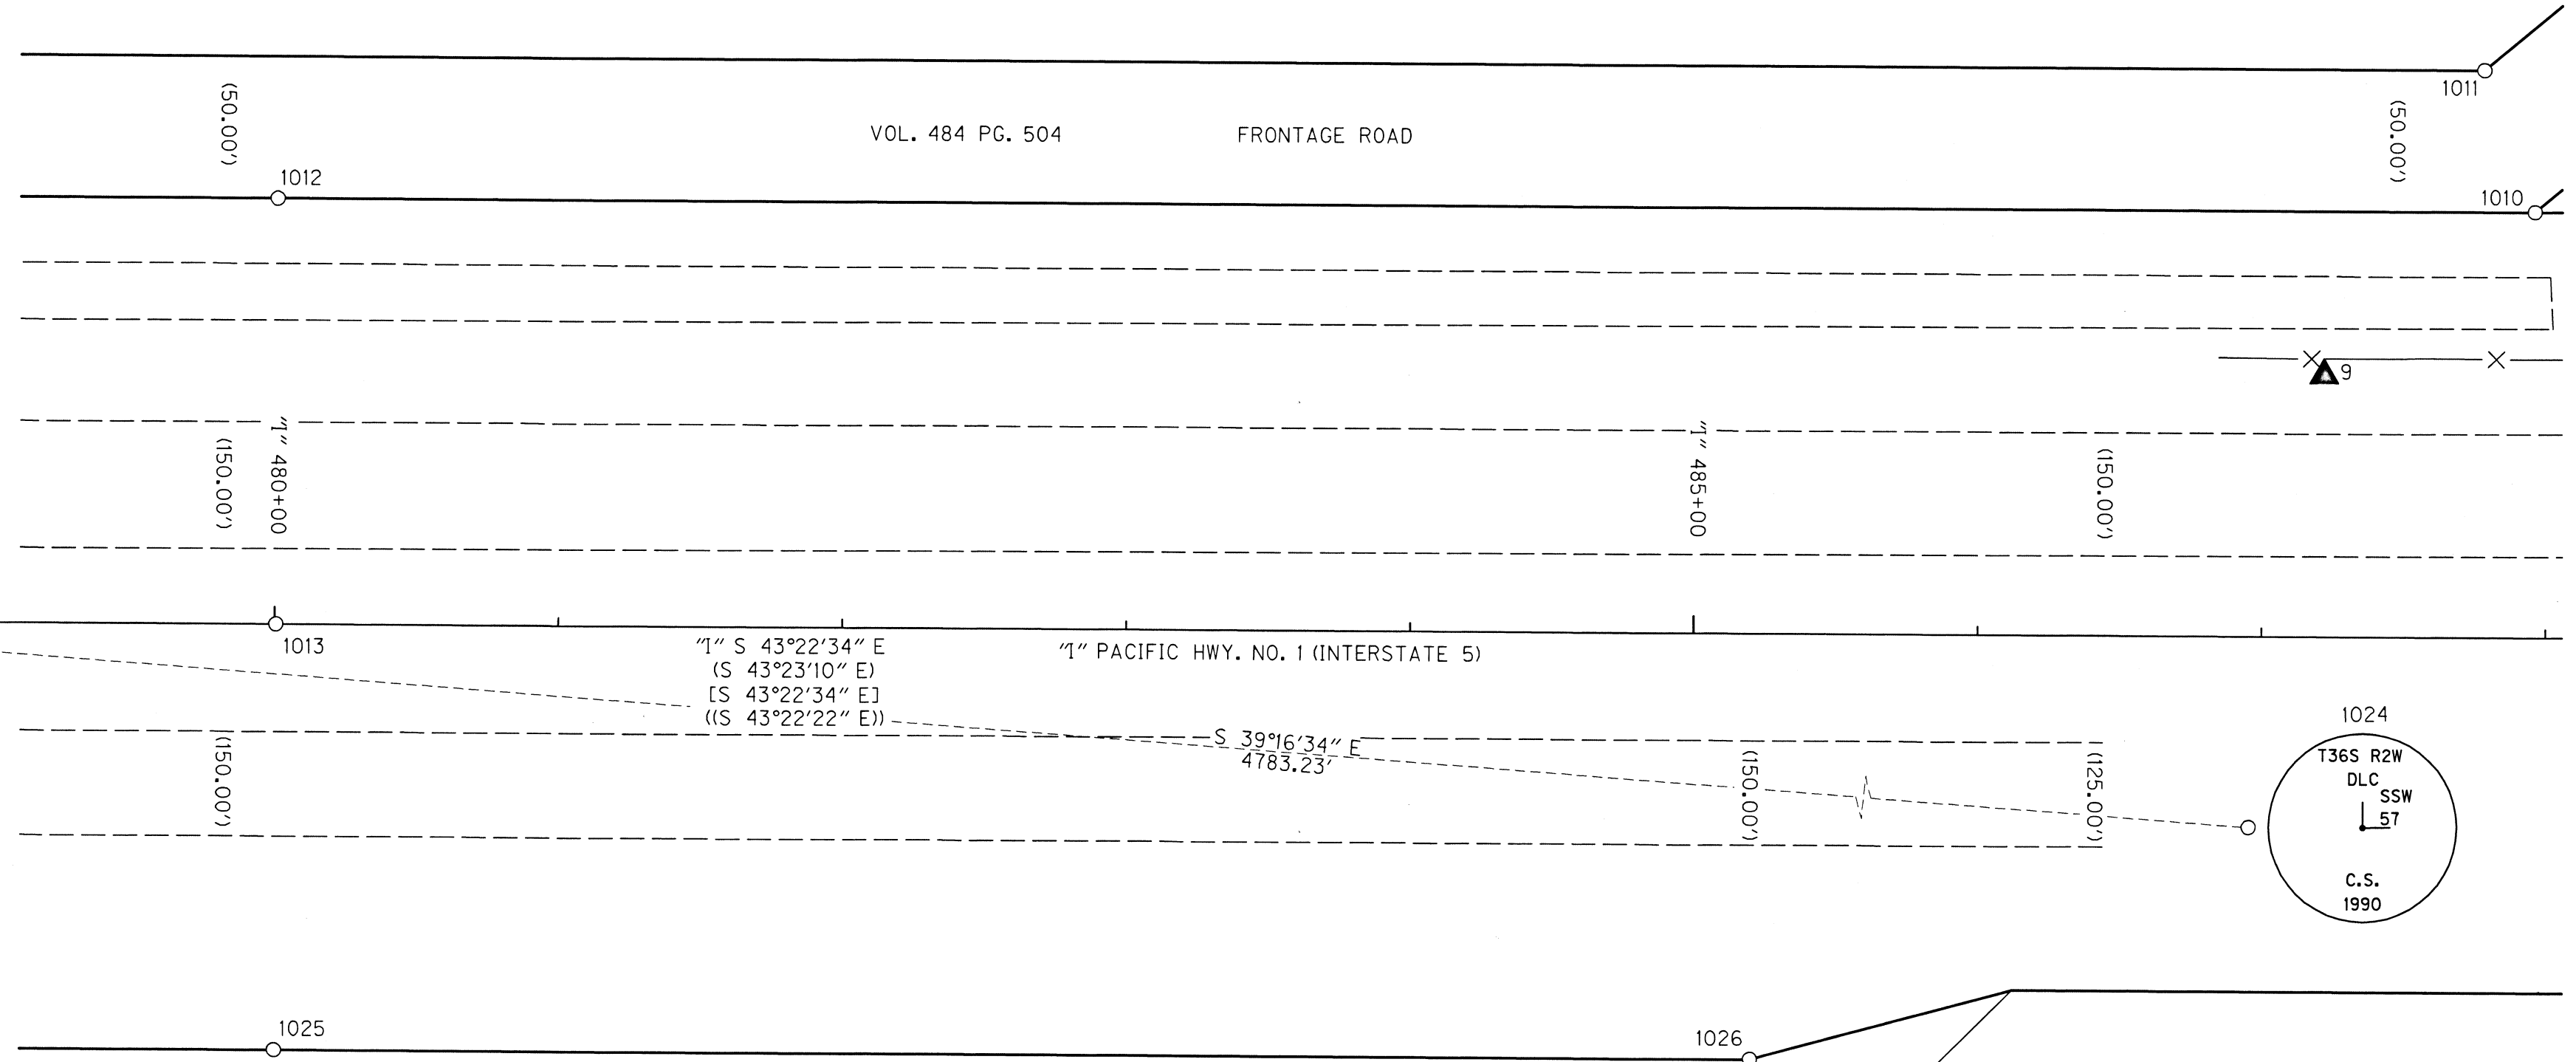 1011
(50.00')
VOL. 484 PG. 504
FRONTAGE ROAD
(50.00')
1012
1010
9
"I" 480+00
(150.00')
"I" 485+00
(150.00')
1013
"I" S 43°22'34" E
(S 43°23'10" E)
[S 43°22'34" E]
((S 43°22'22" E))
"I" PACIFIC HWY. NO. 1 (INTERSTATE 5)
S 39°16'34" E
4783.23'
(150.00')
(150.00')
(125.00')
1024
T36S R2W
DLC
SSW
57
C.S.
1990
1025
1026